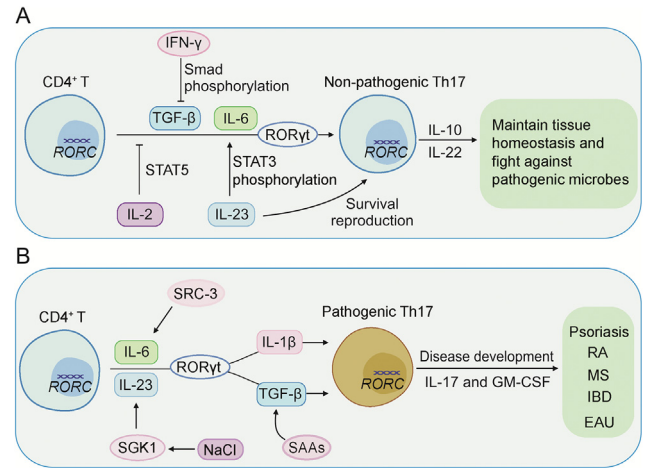 A
IFN-γ
CD4⁺ T
Smad
phosphorylation
Non-pathogenic Th17
TGF-β
IL-6
RORγt
RORC
RORC
IL-10
IL-22
Maintain tissue
homeostasis and
fight against
pathogenic microbes
STAT5
STAT3
phosphorylation
IL-2
IL-23
Survival
reproduction
B
SRC-3
CD4⁺ T
Pathogenic Th17
IL-6
IL-23
RORγt
IL-1β
TGF-β
RORC
RORC
Disease development
IL-17 and GM-CSF
Psoriasis
RA
MS
IBD
EAU
SGK1
NaCl
SAAs